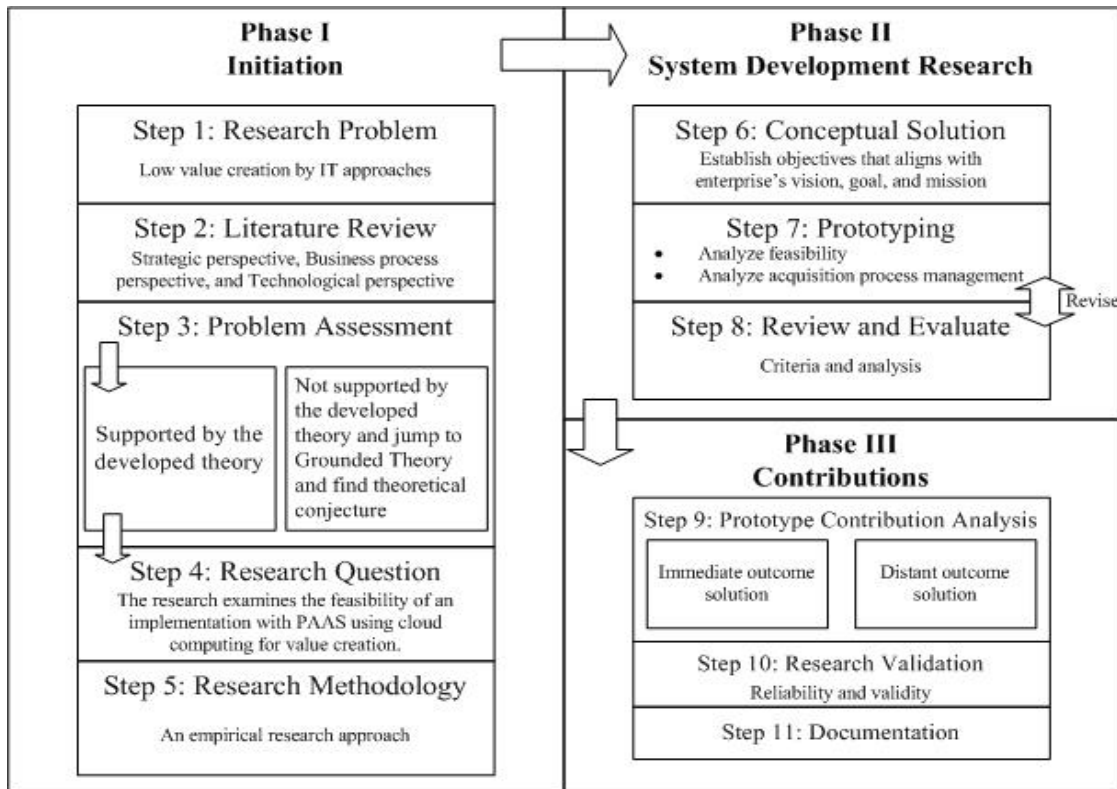 Phase I
Initiation
Step 1: Research Problem
Low value creation by IT approaches
Step 2: Literature Review
Strategic perspective, Business process
perspective, and Technological perspective
Step 3: Problem Assessment
Supported by the
developed theory
Not supported by
the developed
theory and jump to
Grounded Theory
and find theoretical
conjecture
Step 4: Research Question
The research examines the feasibility of an
implementation with PAAS using cloud
computing for value creation.
Step 5: Research Methodology
An empirical research approach
Phase II
System Development Research
Step 6: Conceptual Solution
Establish objectives that aligns with
enterprise's vision, goal, and mission
Step 7: Prototyping
• Analyze feasibility
• Analyze acquisition process management
Revise
Step 8: Review and Evaluate
Criteria and analysis
Phase III
Contributions
Step 9: Prototype Contribution Analysis
Immediate outcome
solution
Distant outcome
solution
Step 10: Research Validation
Reliability and validity
Step 11: Documentation